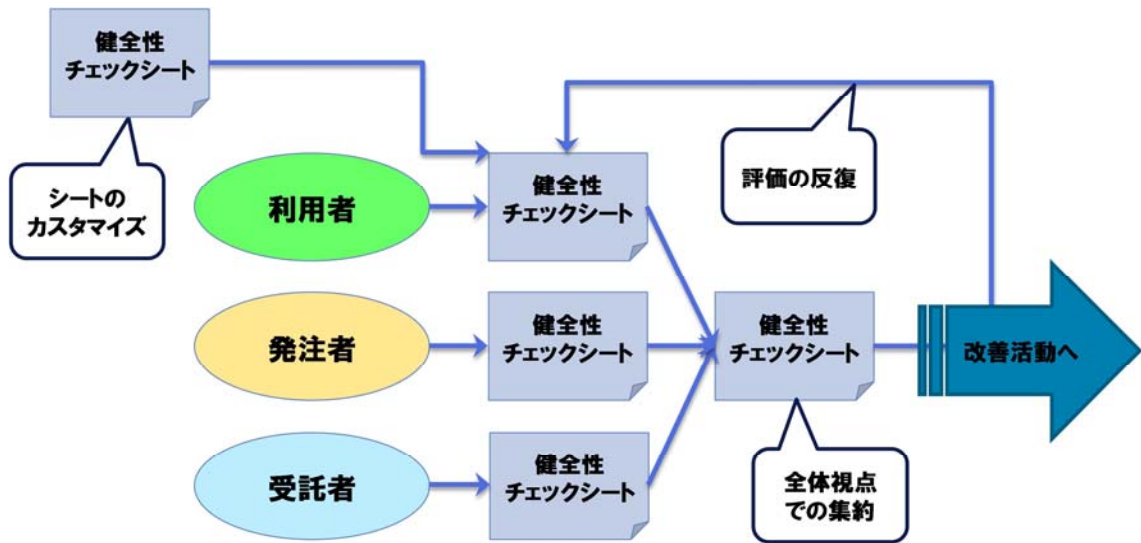 健全性
チェックシート
シートの
カスタマイズ
利用者
健全性
チェックシート
評価の反復
発注者
健全性
チェックシート
健全性
チェックシート
改善活動へ
受託者
健全性
チェックシート
全体視点
での集約